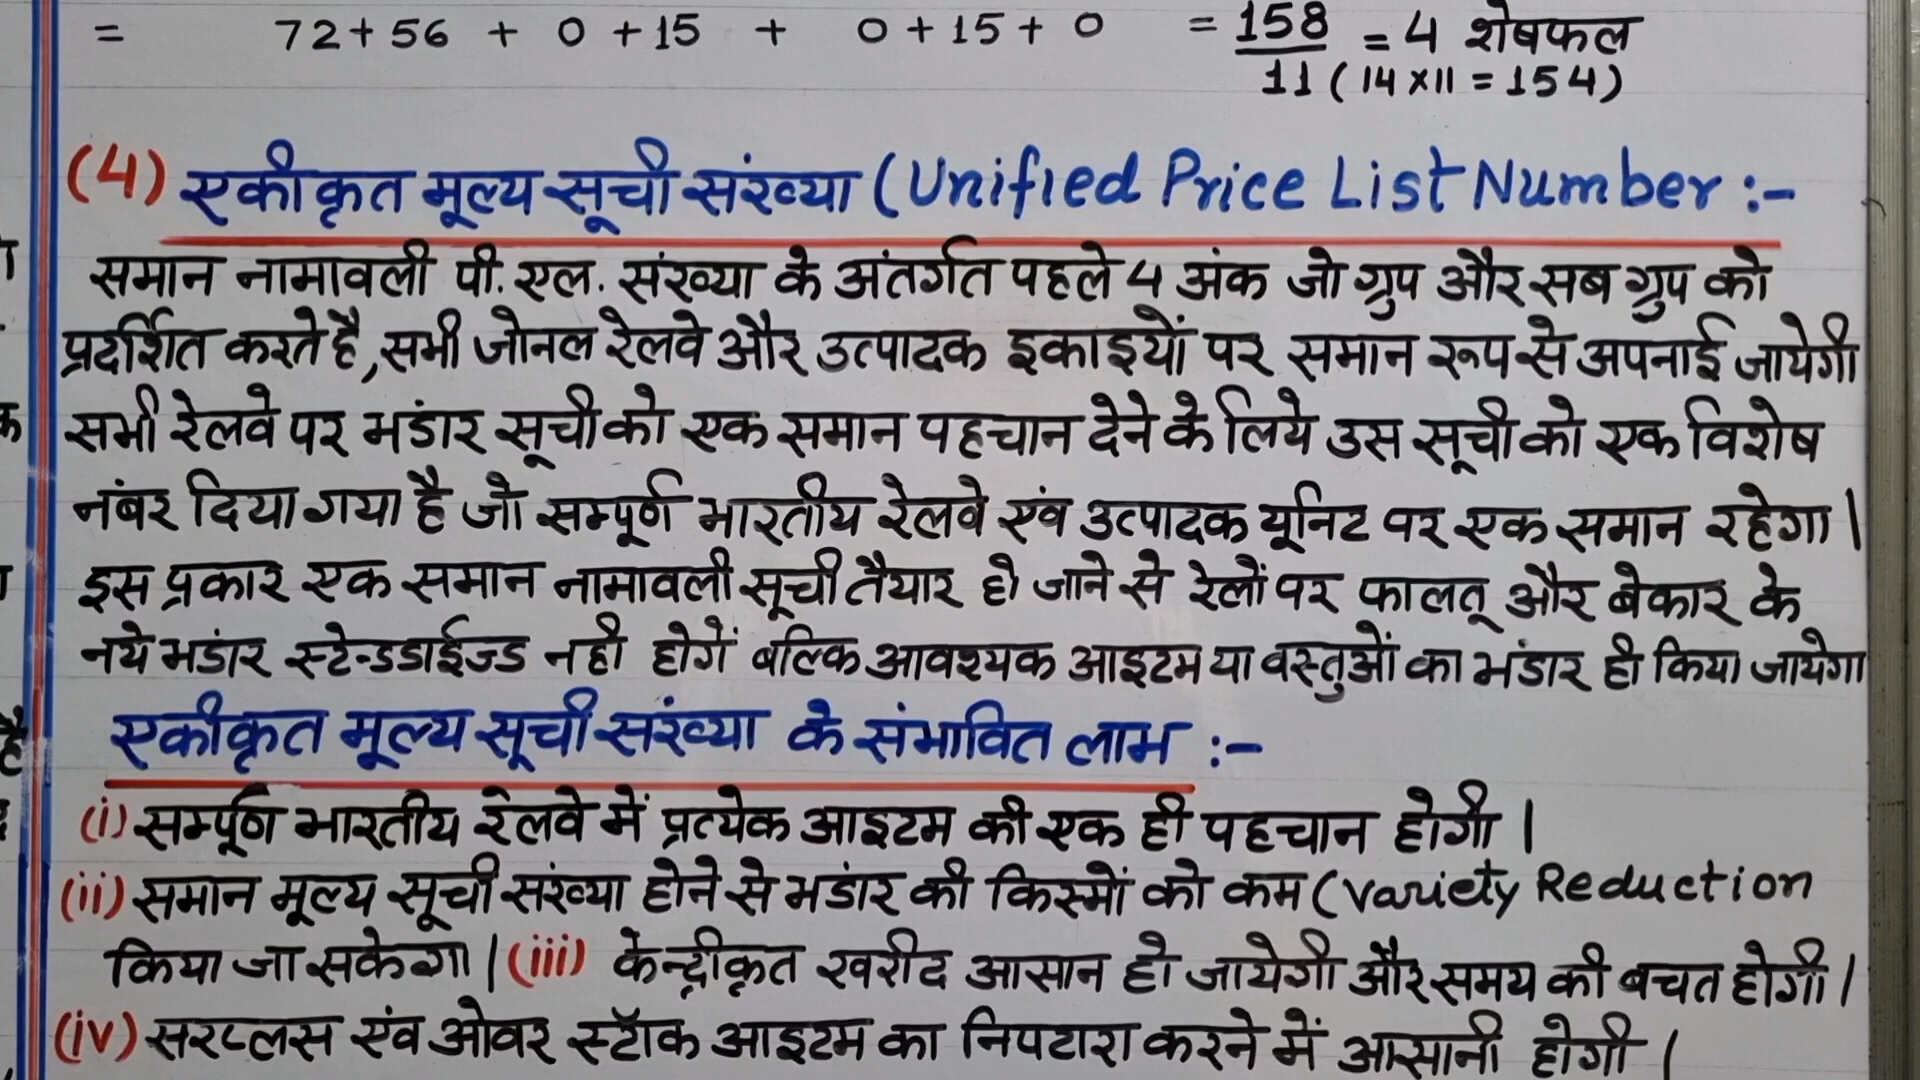 = 72+56 + 0+15 + 0+15+0 = 158/11 = 4 शेषफल
(14×11=154)
(4) एकीकृत मूल्य सूची संख्या (Unified Price List Number :-
समान नामावली पी. एल. संख्या के अंतर्गत पहले 4 अंक जो ग्रुप और सब ग्रुप को
प्रदर्शित करते है, सभी जोनल रेलवे और उत्पादक इकाइयों पर समान रूप से अपनाई जायेगी
सभी रेलवे पर भंडार सूची को एक समान पहचान देने के लिये उस सूची को एक विशेष
नंबर दिया गया है जो सम्पूर्ण भारतीय रेलवे एंव उत्पादक यूनिट पर एक समान रहेगा।
इस प्रकार एक समान नामावली सूची तैयार हो जाने से रेलों पर फालतू और बेकार के
नये भडांर स्टेन्डडाईज्ड नही होगें बल्कि आवश्यक आइटम या वस्तुओं का भंडार ही किया जायेगा
एकीकृत मूल्य सूची संख्या के संभावित लाभ :-
(i) सम्पूर्ण भारतीय रेलवे में प्रत्येक आइटम की एक ही पहचान होगी।
(ii) समान मूल्य सूची संख्या होने से भडांर की किस्मों को कम (Variety Reduction
किया जा सकेगा। (iii) केन्द्रीकृत खरीद आसान हो जायेगी और समय की बचत होगी।
(iv) सरप्लस एंव ओवर स्टॉक आइटम का निपटारा करने में आसानी होगी।